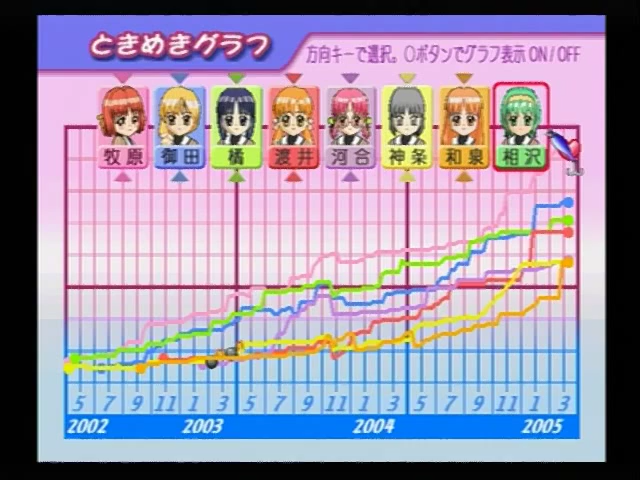 ときめきグラフ
方向キーで選択。○ボタンでグラフ表示 ON/OFF
牧原 御田 橘 渡井 河合 神条 和泉 相沢
5 7 9 11 1 3 5 7 9 11 1 3 5 7 9 11 1 3
2002 2003 2004 2005